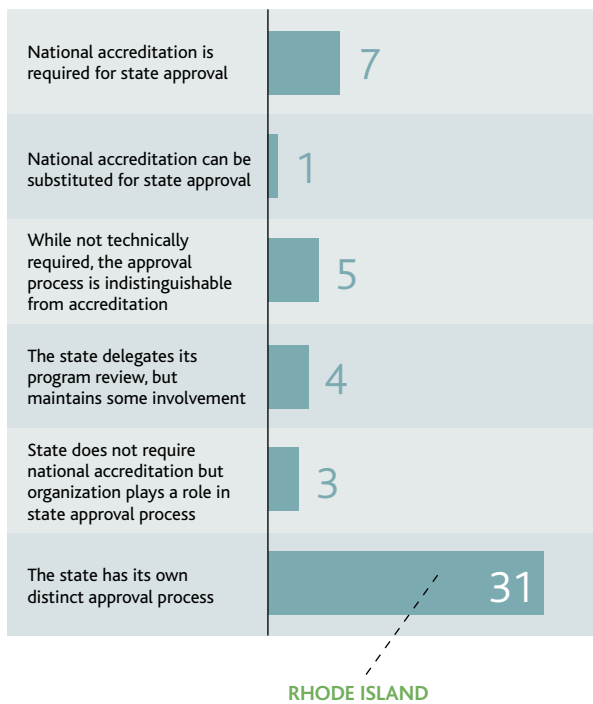 National accreditation is
required for state approval
7
National accreditation can be
substituted for state approval
1
While not technically
required, the approval
process is indistinguishable
from accreditation
5
The state delegates its
program review, but
maintains some involvement
4
State does not require
national accreditation but
organization plays a role in
state approval process
3
The state has its own
distinct approval process
31
RHODE ISLAND